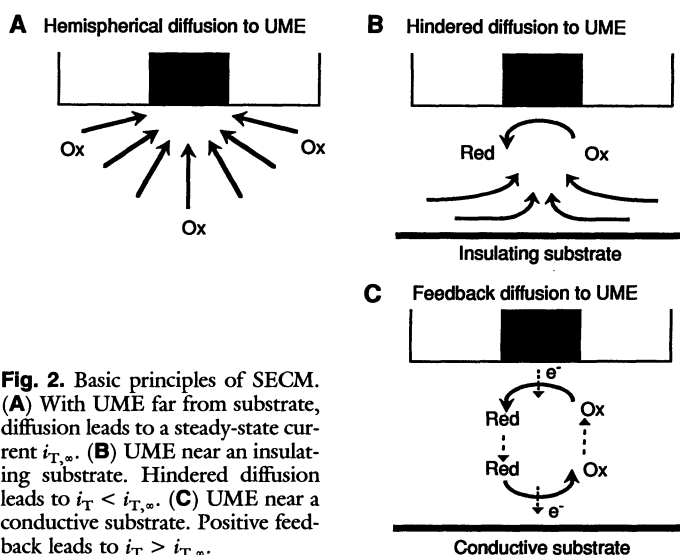 A Hemispherical diffusion to UME
Ox
Ox
Ox
B Hindered diffusion to UME
Red
Ox
Insulating substrate
C Feedback diffusion to UME
e⁻
Red
Ox
Red
Ox
e⁻
Conductive substrate
Fig. 2. Basic principles of SECM.
(A) With UME far from substrate,
diffusion leads to a steady-state cur-
rent i_T,∞. (B) UME near an insulat-
ing substrate. Hindered diffusion
leads to i_T < i_T,∞. (C) UME near a
conductive substrate. Positive feed-
back leads to i_T > i_T,∞.